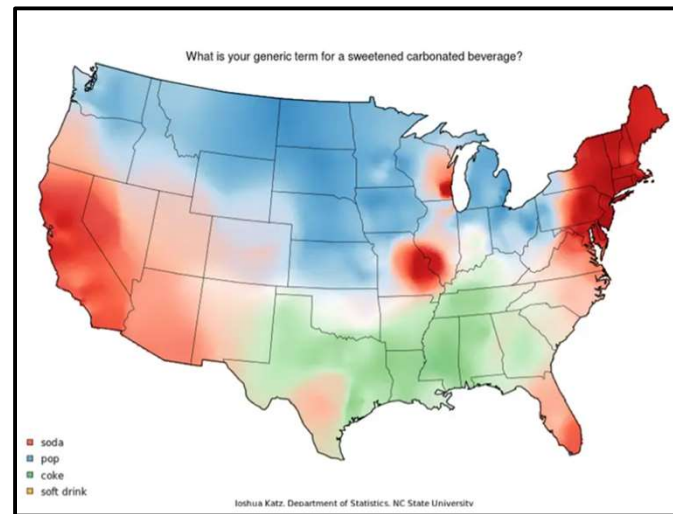 What is your generic term for a sweetened carbonated beverage?
soda
pop
coke
soft drink
Joshua Katz, Department of Statistics, NC State University